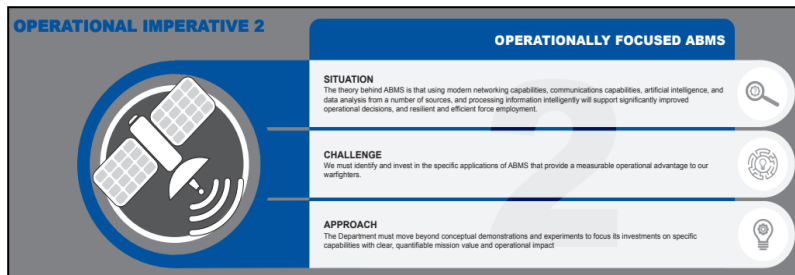 OPERATIONAL IMPERATIVE 2
OPERATIONALLY FOCUSED ABMS
SITUATION
The theory behind ABMS is that using modern networking capabilities, communications capabilities, artificial intelligence, and
data analysis from a number of sources, and processing information intelligently will support significantly improved
operational decisions, and resilient and efficient force employment.
CHALLENGE
We must identify and invest in the specific applications of ABMS that provide a measurable operational advantage to our
warfighters.
APPROACH
The Department must move beyond conceptual demonstrations and experiments to focus its investments on specific
capabilities with clear, quantifiable mission value and operational impact
2